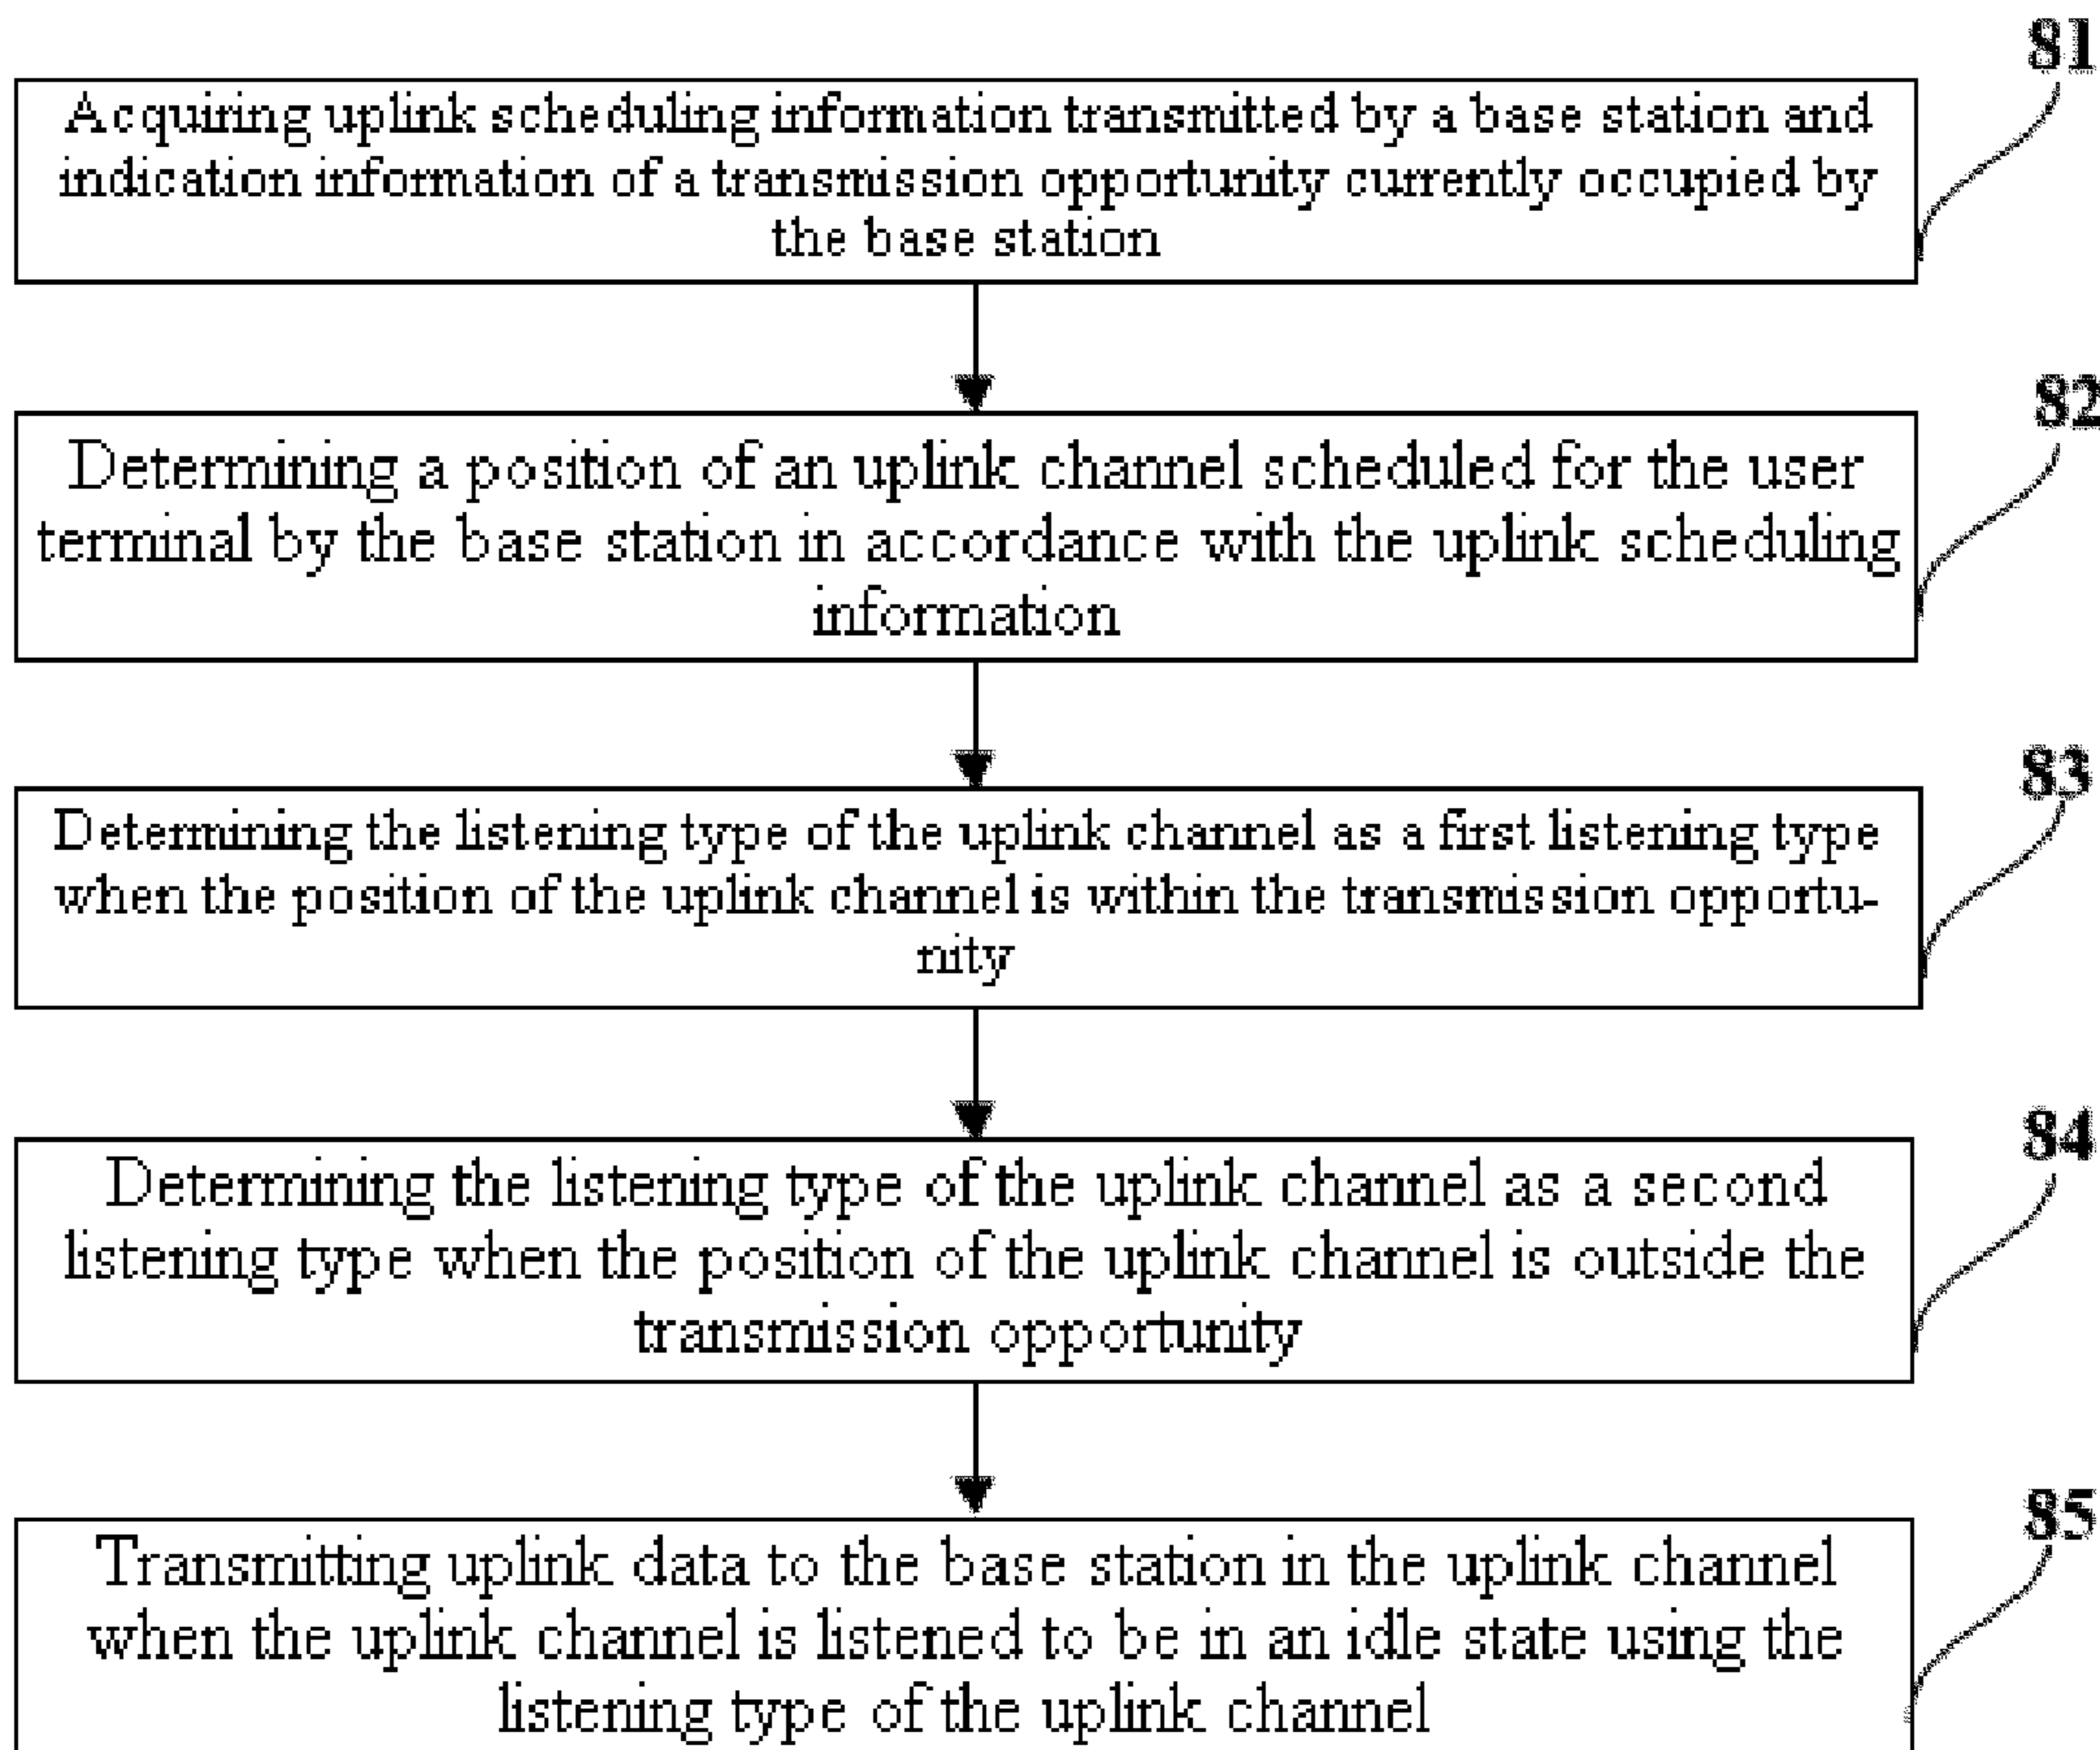 81
Acquiring uplink scheduling information transmitted by a base station and
indication information of a transmission opportunity currently occupied by
the base station
82
Determining a position of an uplink channel scheduled for the user
terminal by the base station in accordance with the uplink scheduling
information
83
Determining the listening type of the uplink channel as a first listening type
when the position of the uplink channel is within the transmission opportu-
nity
84
Determining the listening type of the uplink channel as a second
listening type when the position of the uplink channel is outside the
transmission opportunity
85
Transmitting uplink data to the base station in the uplink channel
when the uplink channel is listened to be in an idle state using the
listening type of the uplink channel